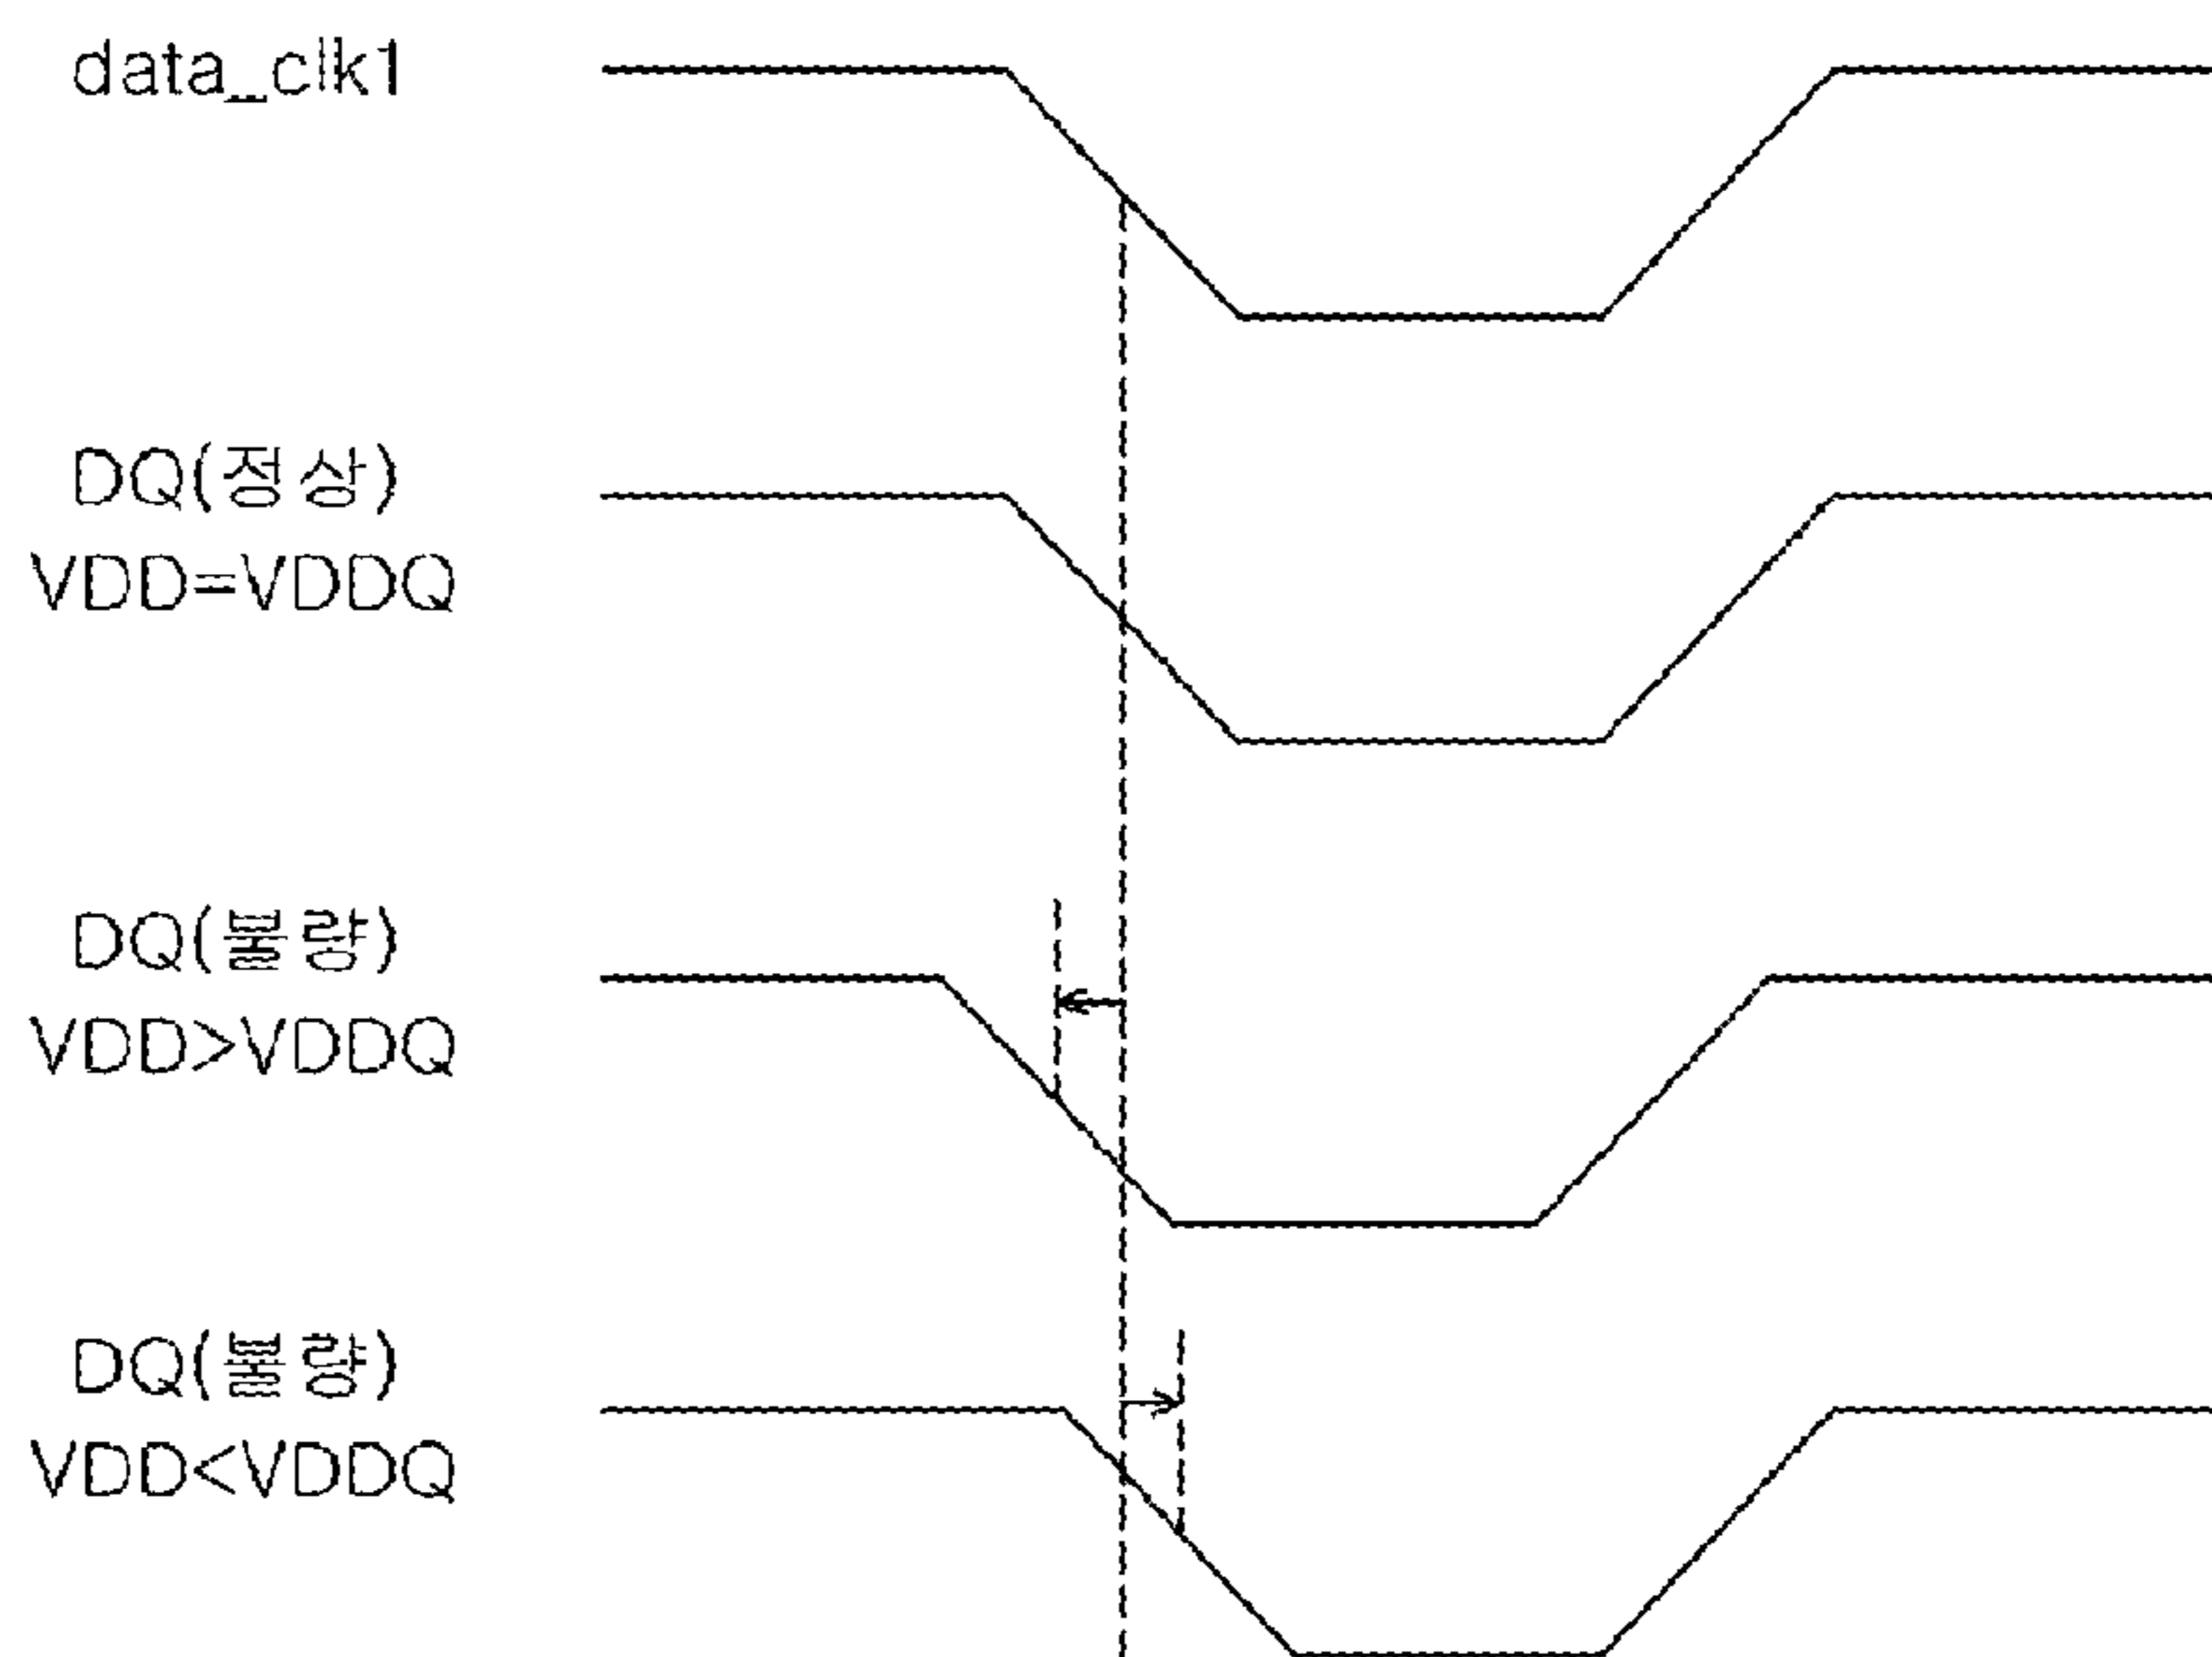 data_clk1
DQ(정상)
VDD=VDDQ
DQ(불량)
VDD>VDDQ
DQ(불량)
VDD<VDDQ